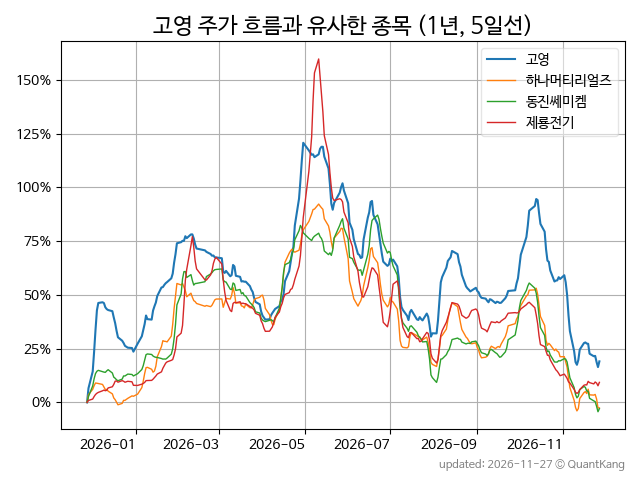 고영 주가 흐름과 유사한 종목 (1년, 5일선)
고영
하나머티리얼즈
동진쎄미켐
제룡전기
150%
125%
100%
75%
50%
25%
0%
2026-01
2026-03
2026-05
2026-07
2026-09
2026-11
updated: 2026-11-27 © QuantKang